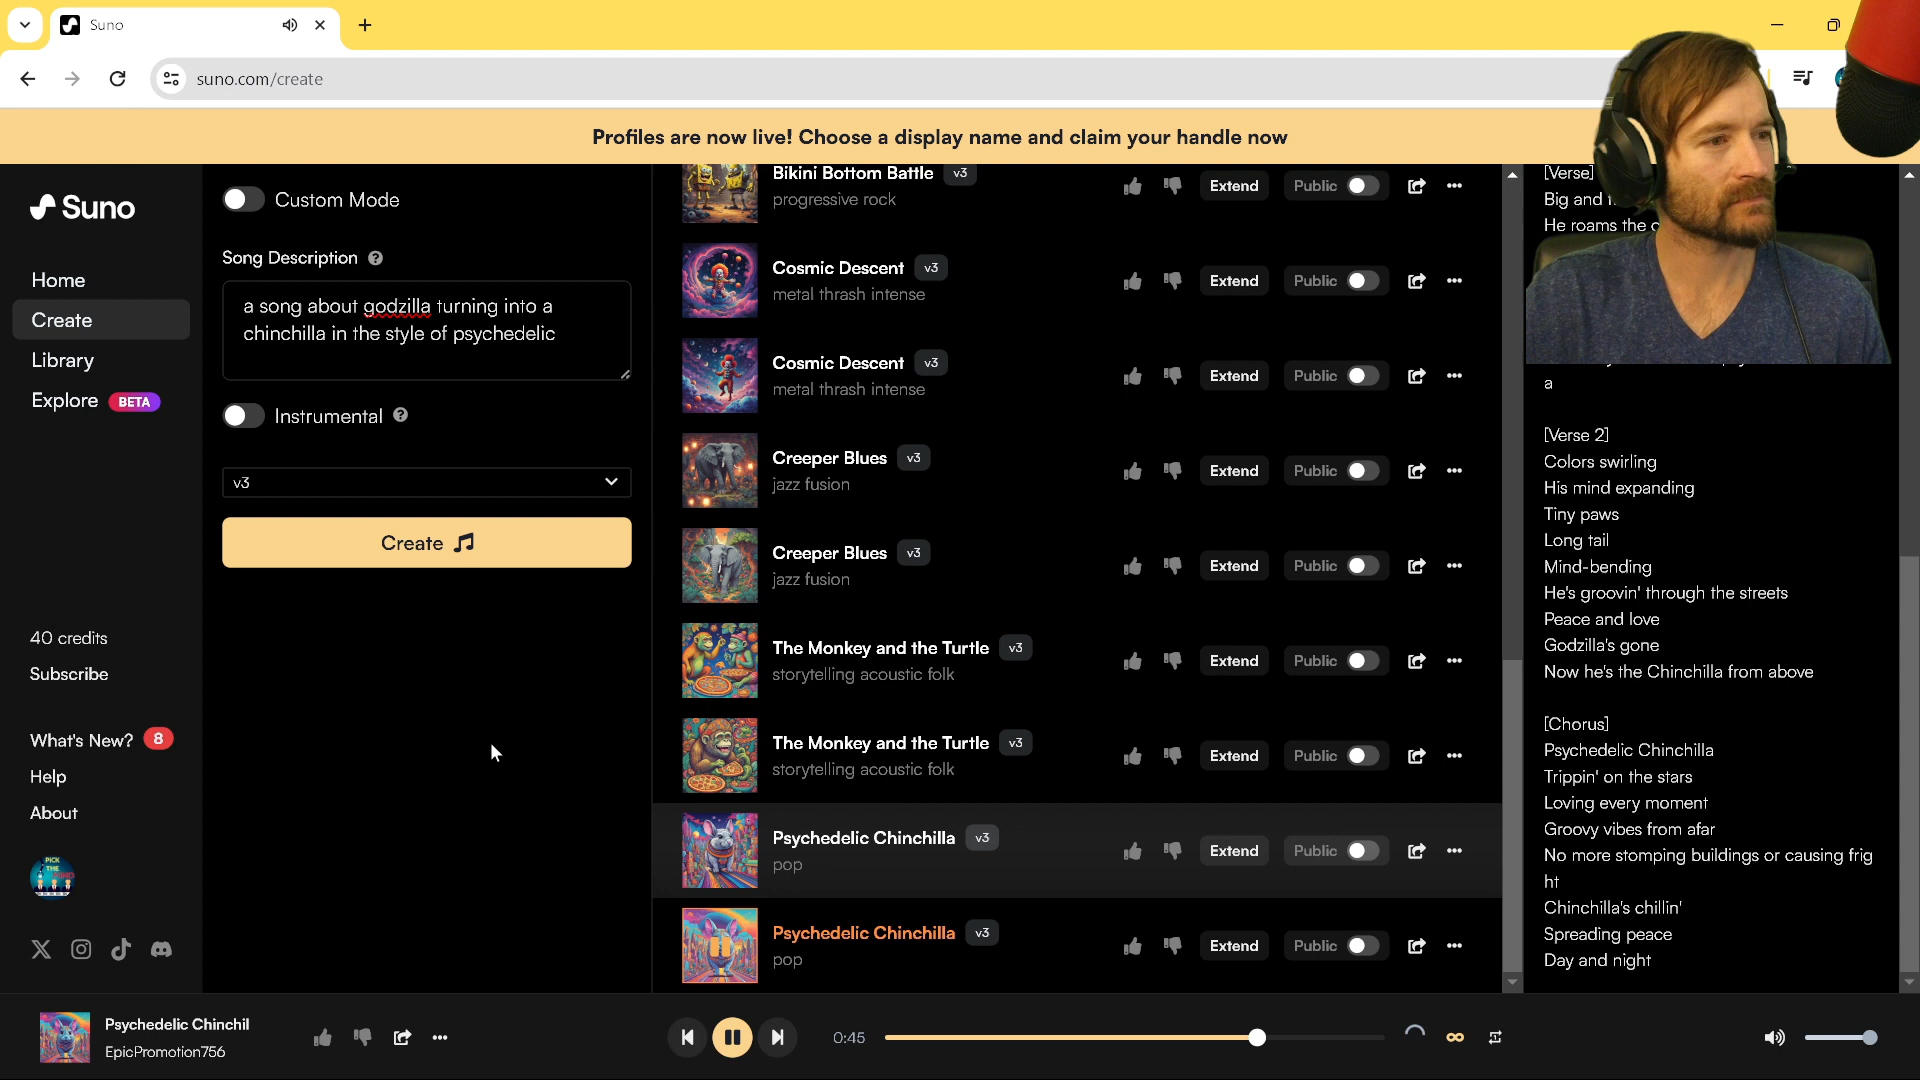 Suno
suno.com/create
Profiles are now live! Choose a display name and claim your handle now
Suno
Home
Create
Library
Explore BETA
40 credits
Subscribe
What's New? 8
Help
About
PICK
THE
Custom Mode
Song Description ?
a song about godzilla turning into a
chinchilla in the style of psychedelic
Instrumental ?
v3
Create
Bikini Bottom Battle v3
progressive rock
Extend Public
Cosmic Descent v3
metal thrash intense
Extend Public
Cosmic Descent v3
metal thrash intense
Extend Public
Creeper Blues v3
jazz fusion
Extend Public
Creeper Blues v3
jazz fusion
Extend Public
The Monkey and the Turtle v3
storytelling acoustic folk
Extend Public
The Monkey and the Turtle v3
storytelling acoustic folk
Extend Public
Psychedelic Chinchilla v3
pop
Extend Public
Psychedelic Chinchilla v3
pop
Extend Public
[Verse]
Big and
He roams the
a
[Verse 2]
Colors swirling
His mind expanding
Tiny paws
Long tail
Mind-bending
He's groovin' through the streets
Peace and love
Godzilla's gone
Now he's the Chinchilla from above
[Chorus]
Psychedelic Chinchilla
Trippin' on the stars
Loving every moment
Groovy vibes from afar
No more stomping buildings or causing frig
ht
Chinchilla's chillin'
Spreading peace
Day and night
Psychedelic Chinchil
EpicPromotion756
0:45